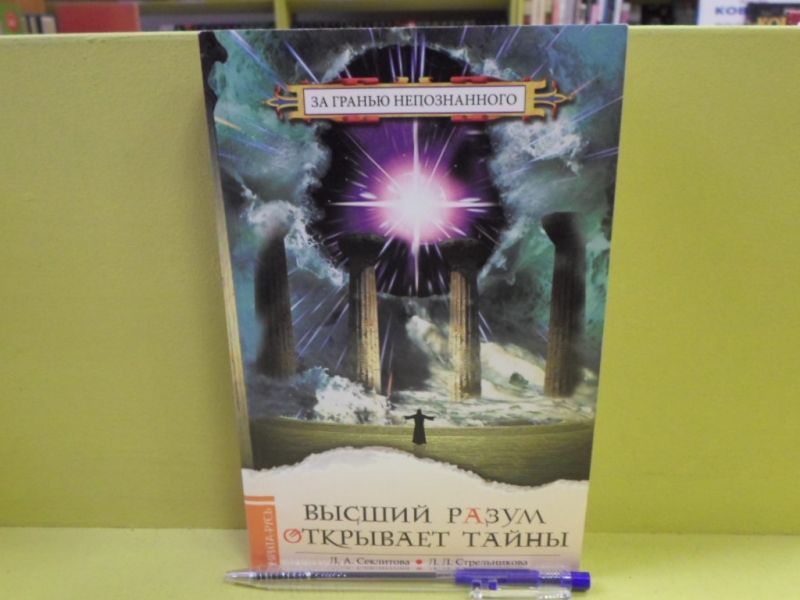 ЗА ГРАНЬЮ НЕПОЗНАННОГО
ВЫСШИЙ РАЗУМ
ОТКРЫВАЕТ ТАЙНЫ
Л. А. Секлитова • Л. Л. Стрельникова